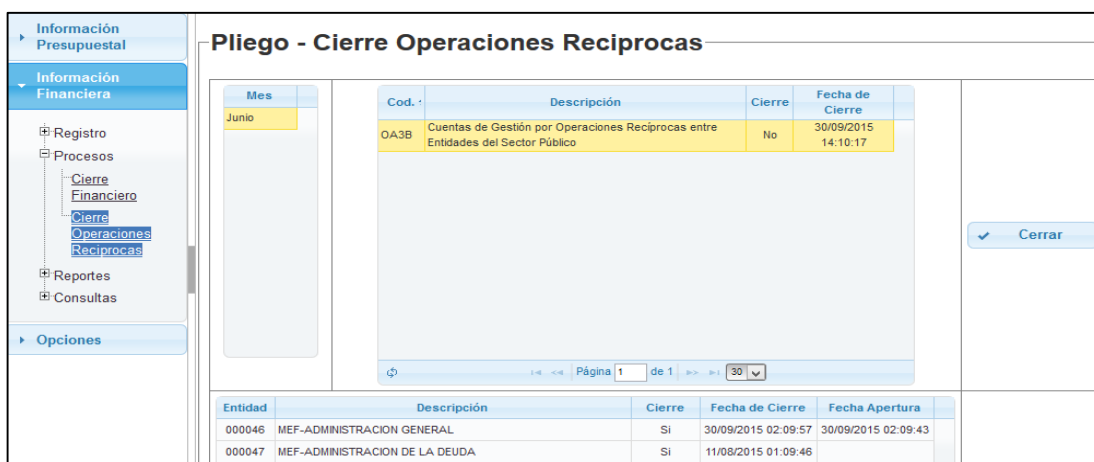 Información
Presupuestal
Información
Financiera
Registro
Procesos
Cierre
Financiero
Cierre
Operaciones
Reciprocas
Reportes
Consultas
Opciones
Pliego - Cierre Operaciones Reciprocas
Mes
Junio
Cod. Descripción Cierre Fecha de
Cierre
OA3B Cuentas de Gestión por Operaciones Recíprocas entre
Entidades del Sector Público No 30/09/2015
14:10:17
Cerrar
Página 1 de 1 30
Entidad Descripción Cierre Fecha de Cierre Fecha Apertura
000046 MEF-ADMINISTRACION GENERAL Si 30/09/2015 02:09:57 30/09/2015 02:09:43
000047 MEF-ADMINISTRACION DE LA DEUDA Si 11/08/2015 01:09:46